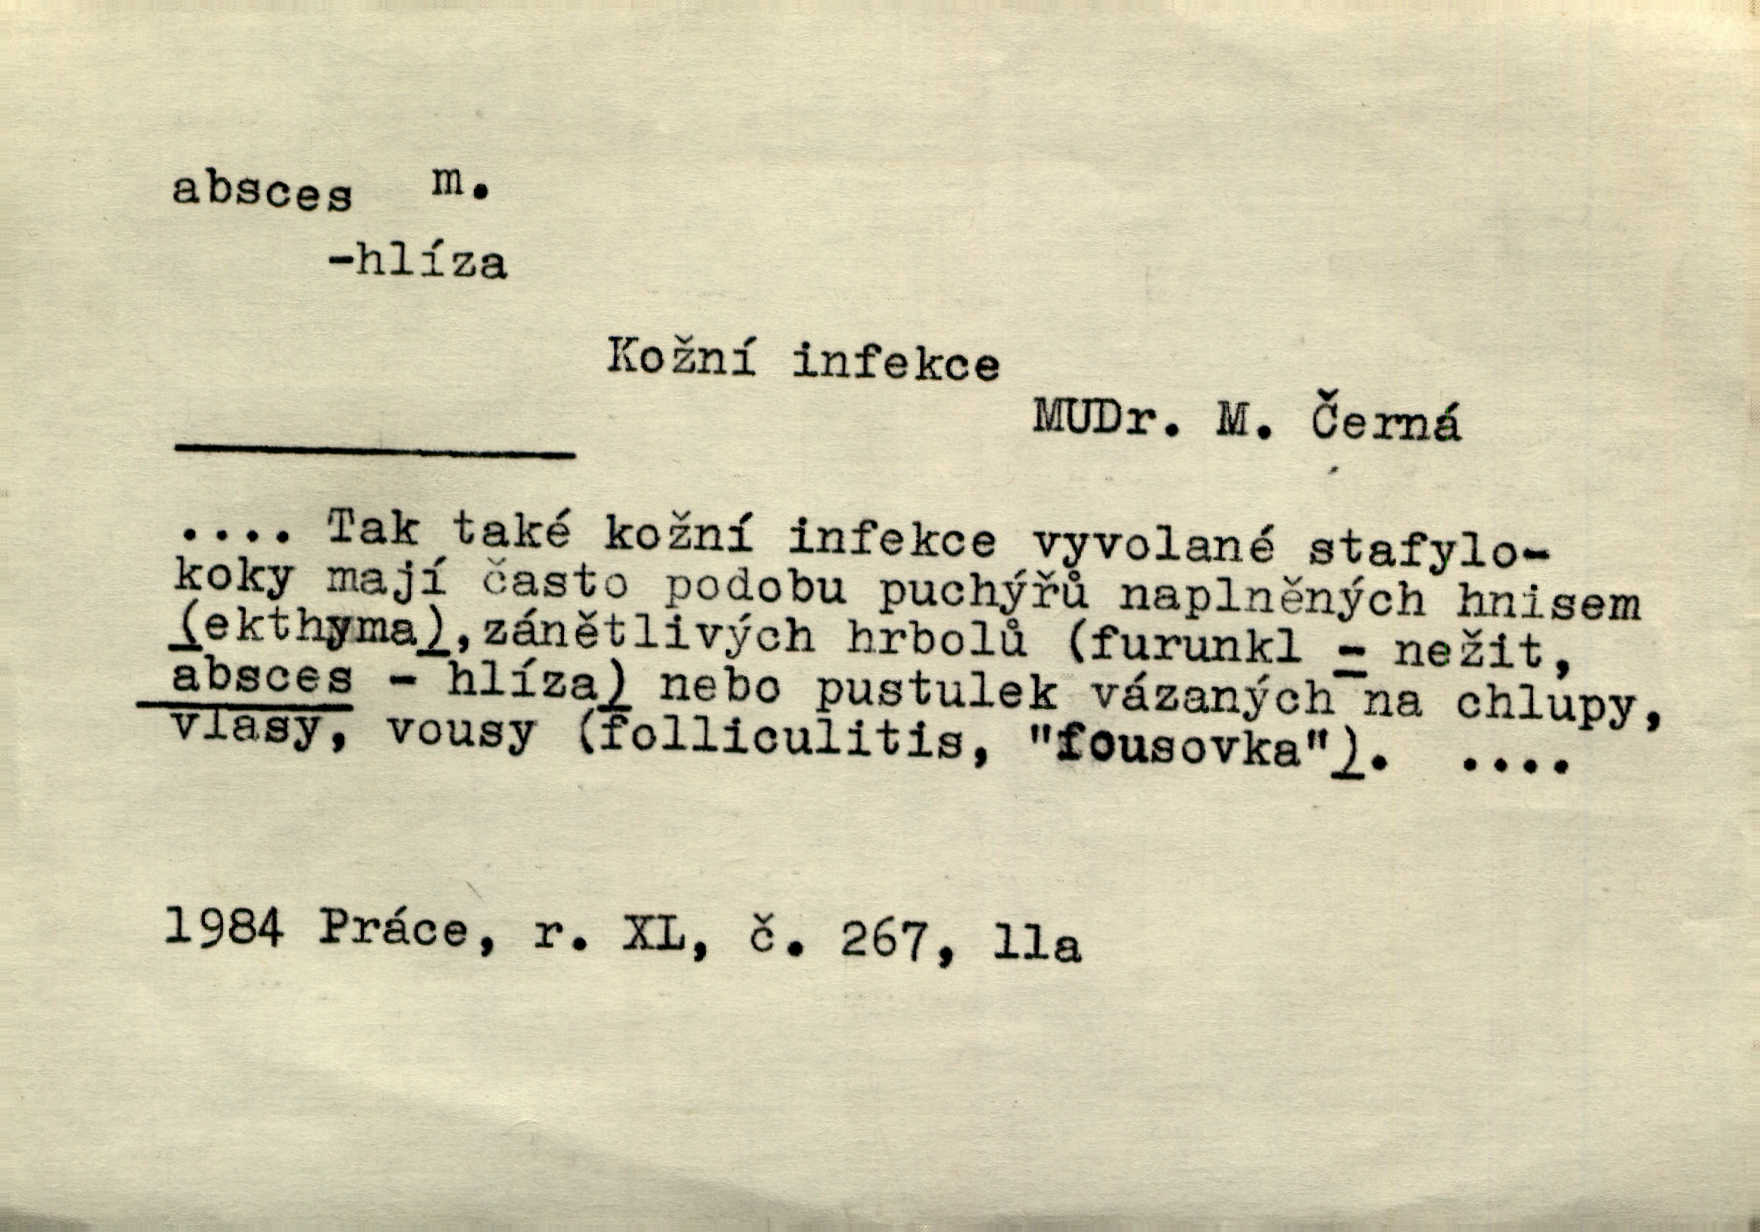 absces m.
-hlíza
Kožní infekce
MUDr. M. Černá
.... Tak také kožní infekce vyvolané stafylo-
koky mají často podobu puchýřů naplněných hnisem
(ekthyma),zánětlivých hrbolů (furunkl - nežit,
absces - hlíza) nebo pustulek vázaných na chlupy,
vlasy, vousy (folliculitis, "fousovka"). ....
1984 Práce, r. XL, č. 267, 11a